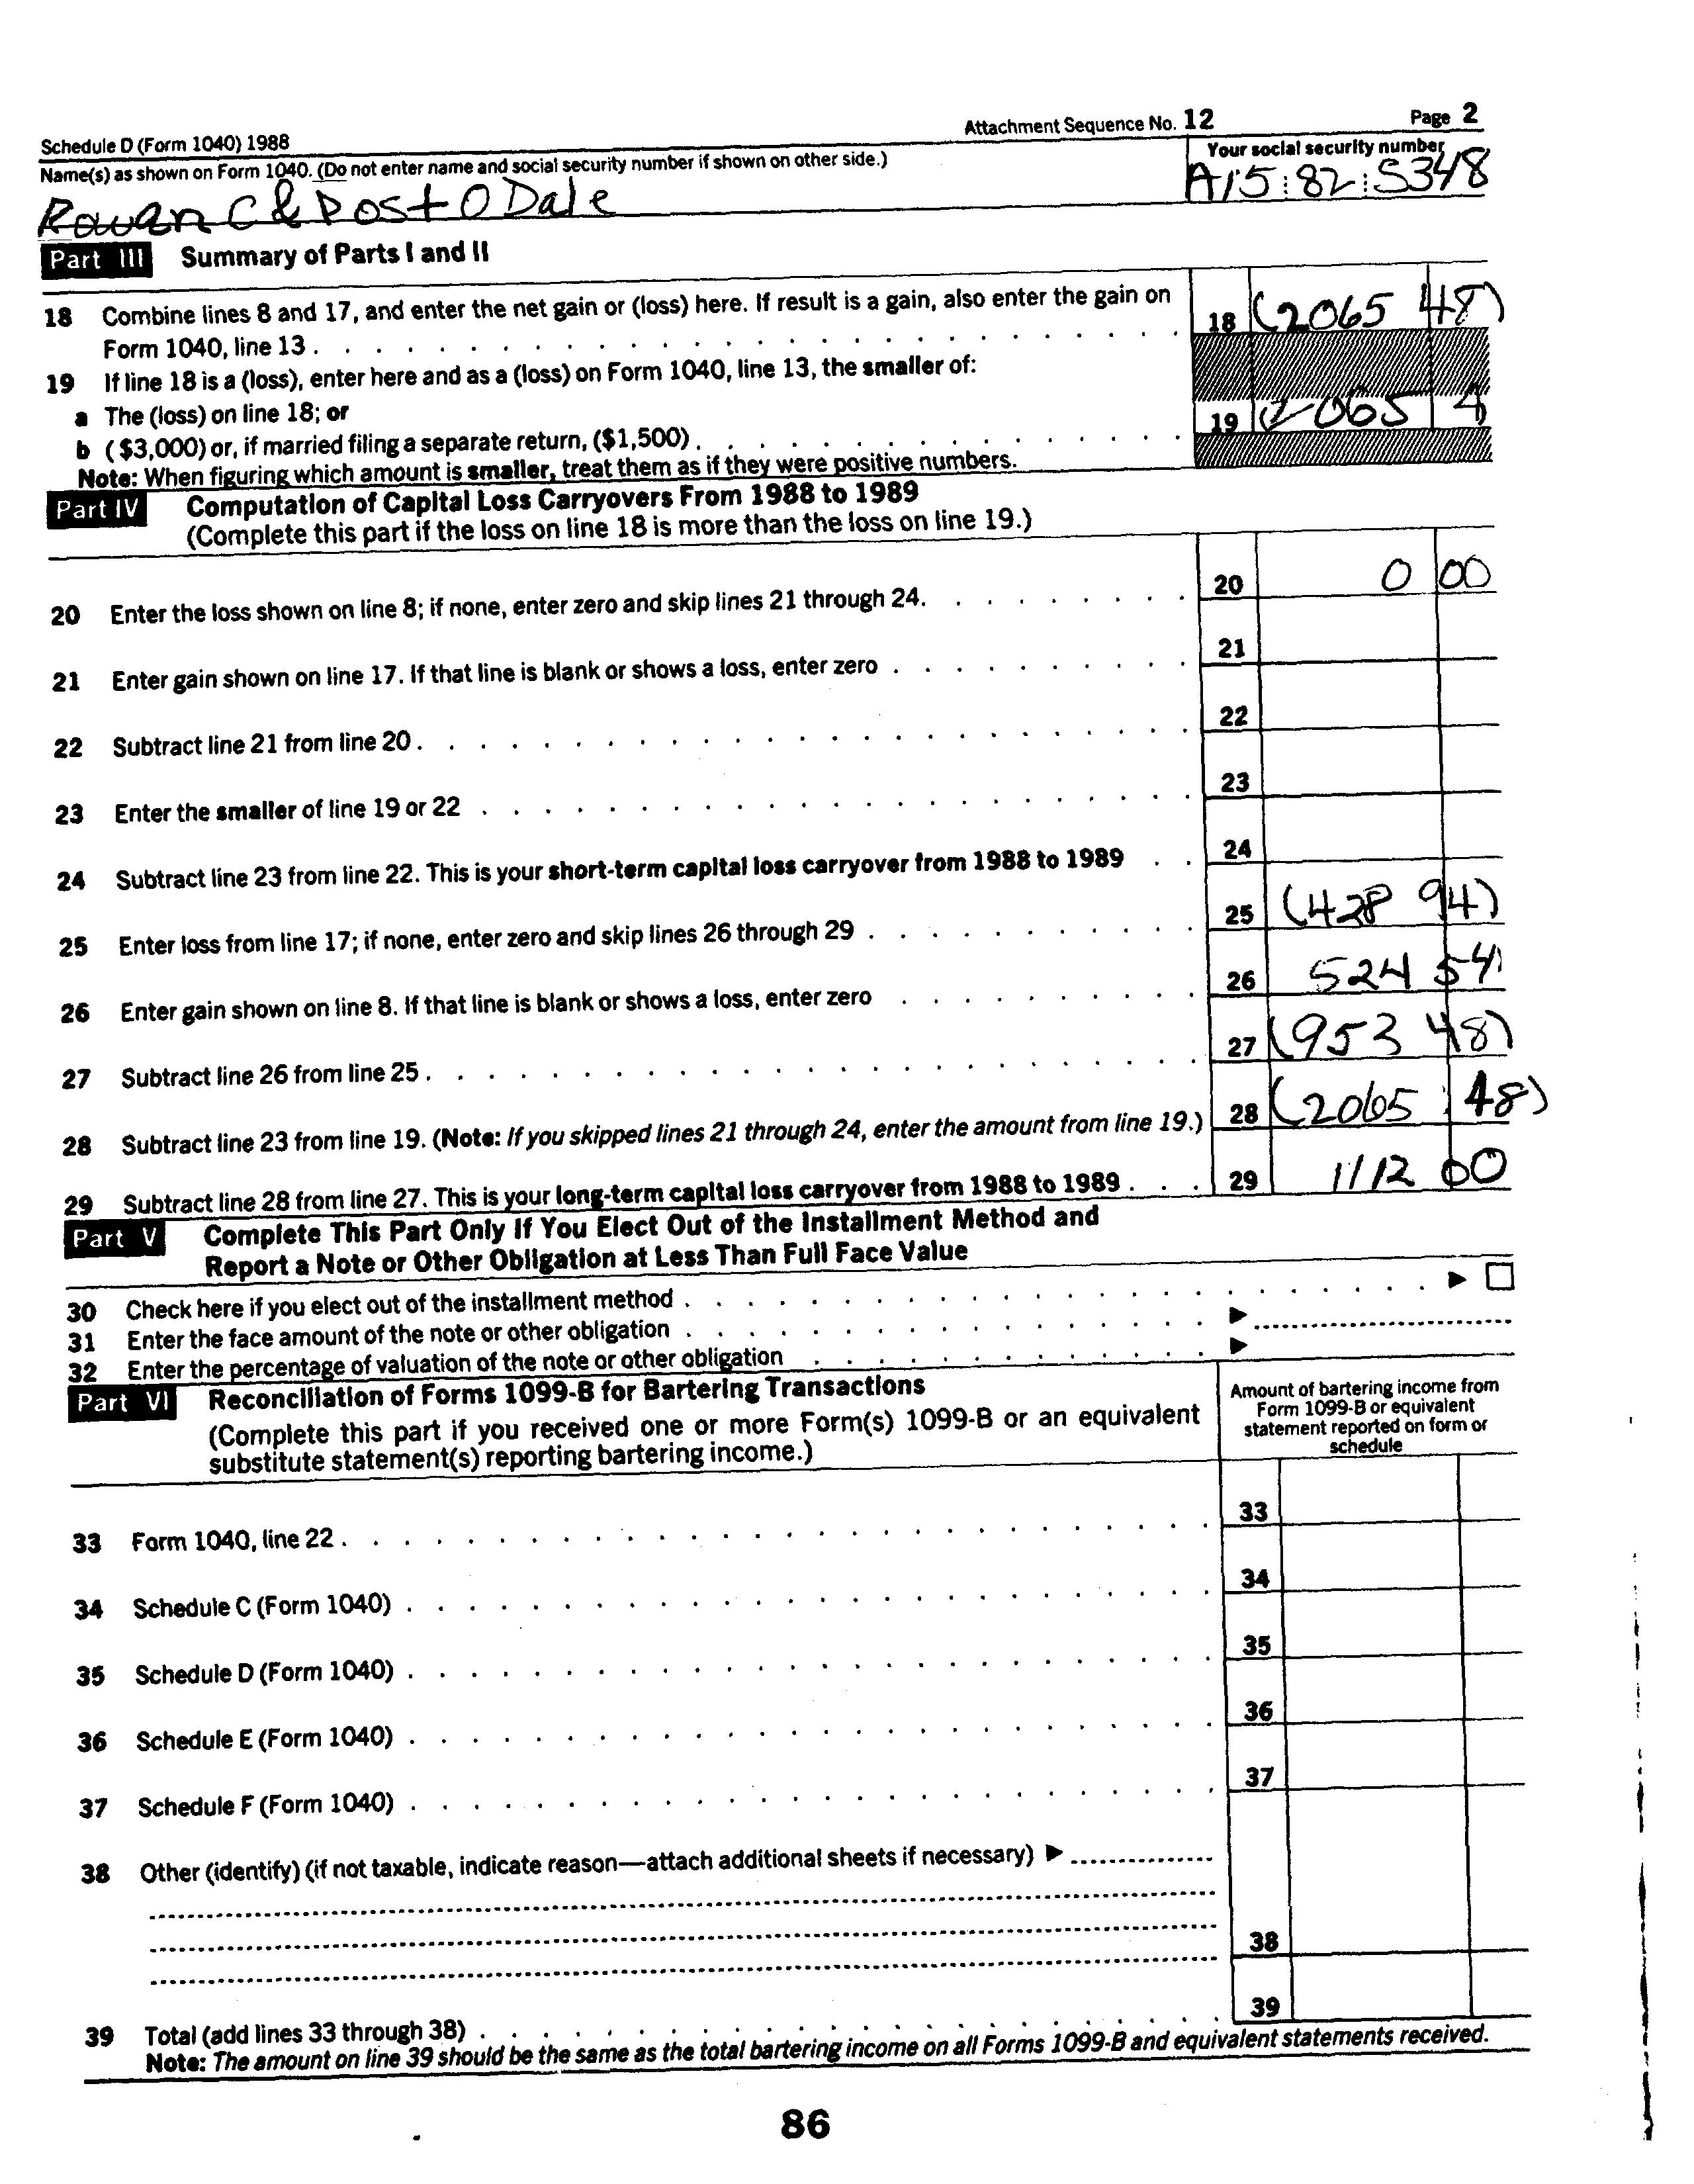 Schedule D (Form 1040) 1988 Attachment Sequence No. 12 Page 2
Name(s) as shown on Form 1040. (Do not enter name and social security number if shown on other side.) Your social security number
Rowan C & Post O Dale A15:82:5348
Part III Summary of Parts I and II
18 Combine lines 8 and 17, and enter the net gain or (loss) here. If result is a gain, also enter the gain on
Form 1040, line 13 . . . . . . . . . . . . . . . . . . . . . . . . . . . . 18 (2065 48)
19 If line 18 is a (loss), enter here and as a (loss) on Form 1040, line 13, the smaller of:
a The (loss) on line 18; or
b ($3,000) or, if married filing a separate return, ($1,500) . . . . . . . . . . . . . . . . 19 (2065 4
Note: When figuring which amount is smaller, treat them as if they were positive numbers.
Part IV Computation of Capital Loss Carryovers From 1988 to 1989
(Complete this part if the loss on line 18 is more than the loss on line 19.)
20 Enter the loss shown on line 8; if none, enter zero and skip lines 21 through 24. . . . . . . . . . 20 0 00
21 Enter gain shown on line 17. If that line is blank or shows a loss, enter zero . . . . . . . . . . 21
22 Subtract line 21 from line 20 . . . . . . . . . . . . . . . . . . . . . . . . . 22
23 Enter the smaller of line 19 or 22 . . . . . . . . . . . . . . . . . . . . . . . 23
24 Subtract line 23 from line 22. This is your short-term capital loss carryover from 1988 to 1989 . . 24
25 Enter loss from line 17; if none, enter zero and skip lines 26 through 29 . . . . . . . . . . . 25 (428 94)
26 Enter gain shown on line 8. If that line is blank or shows a loss, enter zero . . . . . . . . . . 26 524 54
27 Subtract line 26 from line 25 . . . . . . . . . . . . . . . . . . . . . . . . . 27 (953 48)
28 Subtract line 23 from line 19. (Note: If you skipped lines 21 through 24, enter the amount from line 19.) 28 (2065 48)
29 Subtract line 28 from line 27. This is your long-term capital loss carryover from 1988 to 1989 . . . 29 1112 00
Part V Complete This Part Only If You Elect Out of the Installment Method and
Report a Note or Other Obligation at Less Than Full Face Value
30 Check here if you elect out of the installment method . . . . . . . . . . . . . . . . . . . . . . . . ► ☐
31 Enter the face amount of the note or other obligation . . . . . . . . . . . . . . . . . . ►
32 Enter the percentage of valuation of the note or other obligation . . . . . . . . . . . . . . ►
Part VI Reconciliation of Forms 1099-B for Bartering Transactions
(Complete this part if you received one or more Form(s) 1099-B or an equivalent
substitute statement(s) reporting bartering income.)
Amount of bartering income from
Form 1099-B or equivalent
statement reported on form or
schedule
33 Form 1040, line 22 . . . . . . . . . . . . . . . . . . . . . . . . . . . . 33
34 Schedule C (Form 1040) . . . . . . . . . . . . . . . . . . . . . . . . . . 34
35 Schedule D (Form 1040) . . . . . . . . . . . . . . . . . . . . . . . . . . 35
36 Schedule E (Form 1040) . . . . . . . . . . . . . . . . . . . . . . . . . . 36
37 Schedule F (Form 1040) . . . . . . . . . . . . . . . . . . . . . . . . . . 37
38 Other (identify) (if not taxable, indicate reason—attach additional sheets if necessary) ►
38
39 Total (add lines 33 through 38) . . . . . . . . . . . . . . . . . . . . . . . . 39
Note: The amount on line 39 should be the same as the total bartering income on all Forms 1099-B and equivalent statements received.
86